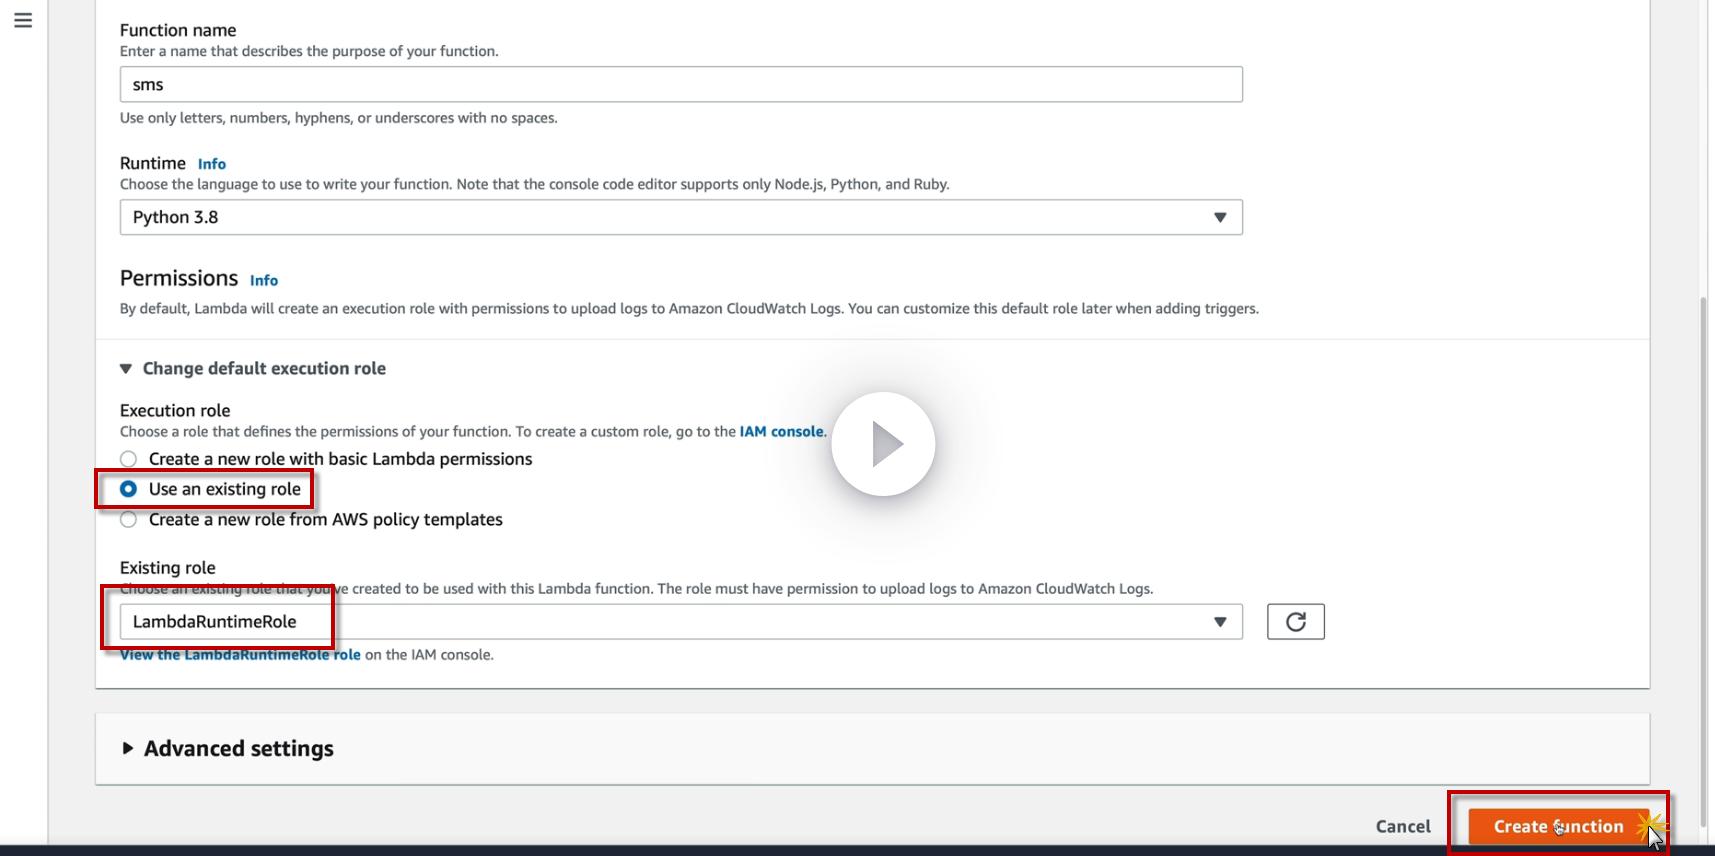 Function name
Enter a name that describes the purpose of your function.
sms
Use only letters, numbers, hyphens, or underscores with no spaces.
Runtime Info
Choose the language to use to write your function. Note that the console code editor supports only Node.js, Python, and Ruby.
Python 3.8
Permissions Info
By default, Lambda will create an execution role with permissions to upload logs to Amazon CloudWatch Logs. You can customize this default role later when adding triggers.
Change default execution role
Execution role
Choose a role that defines the permissions of your function. To create a custom role, go to the IAM console.
Create a new role with basic Lambda permissions
Use an existing role
Create a new role from AWS policy templates
Existing role
Choose an existing role that you've created to be used with this Lambda function. The role must have permission to upload logs to Amazon CloudWatch Logs.
LambdaRuntimeRole
View the LambdaRuntimeRole role on the IAM console.
Advanced settings
Cancel
Create function